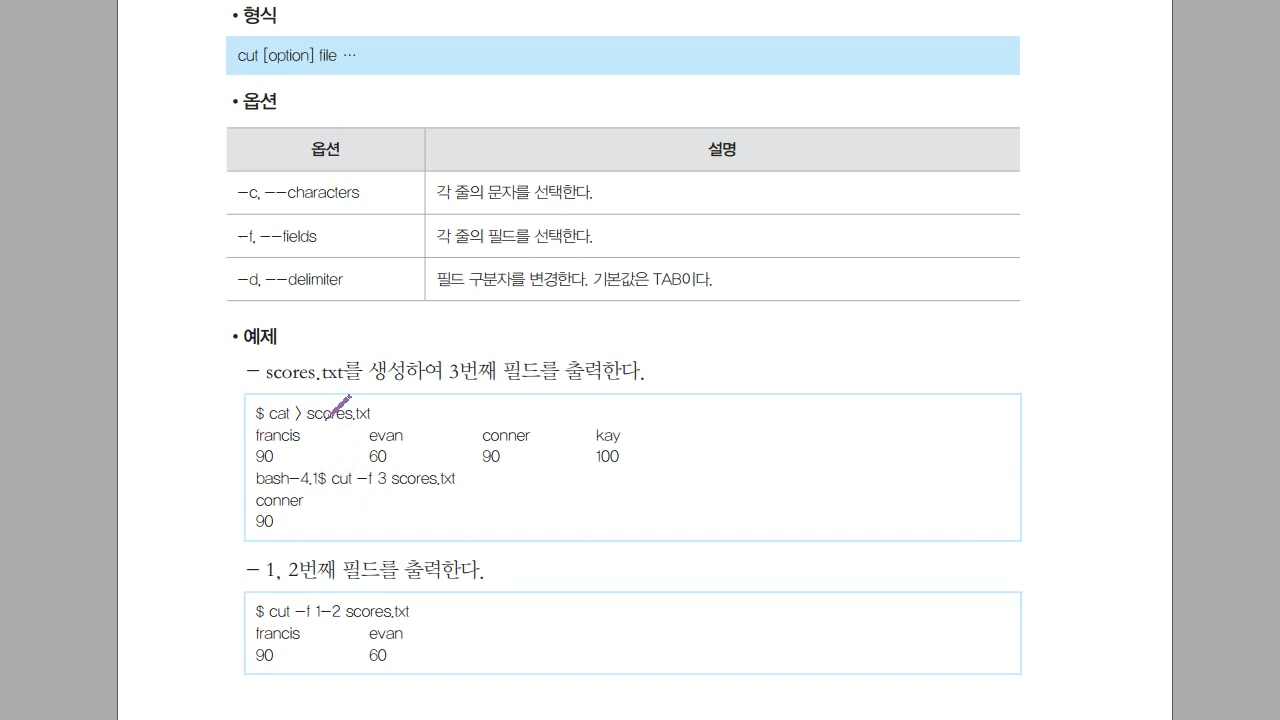 • 형식
cut [option] file …
• 옵션
옵션 설명
–c, ––characters 각 줄의 문자를 선택한다.
–f, ––fields 각 줄의 필드를 선택한다.
–d, ––delimiter 필드 구분자를 변경한다. 기본값은 TAB이다.
• 예제
– scores.txt를 생성하여 3번째 필드를 출력한다.
$ cat > scores.txt
francis evan conner kay
90 60 90 100
bash–4.1$ cut –f 3 scores.txt
conner
90
– 1, 2번째 필드를 출력한다.
$ cut –f 1–2 scores.txt
francis evan
90 60